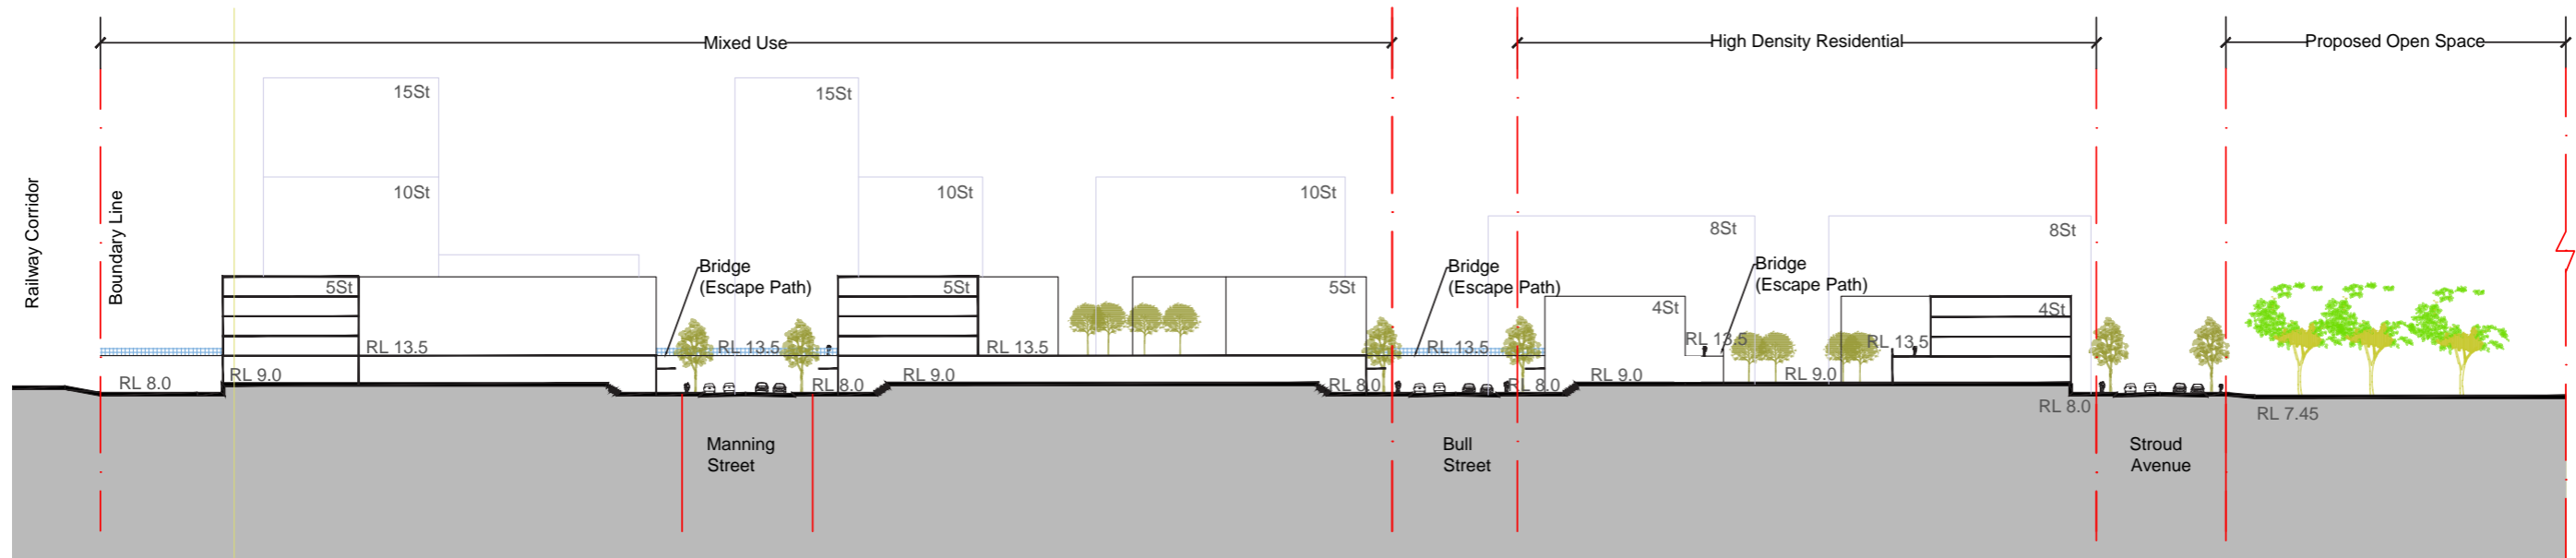 Mixed Use
High Density Residential
Proposed Open Space
15St
15St
10St
10St
10St
8St
8St
Railway Corridor
Boundary Line
Bridge
(Escape Path)
Bridge
(Escape Path)
Bridge
(Escape Path)
5St
5St
5St
4St
4St
RL 13.5
RL 13.5
RL 13.5
RL 13.5
RL 13.5
RL 13.5
RL 8.0
RL 9.0
RL 8.0
RL 9.0
RL 8.0
RL 8.0
RL 9.0
RL 9.0
RL 8.0
RL 7.45
Manning
Street
Bull
Street
Stroud
Avenue